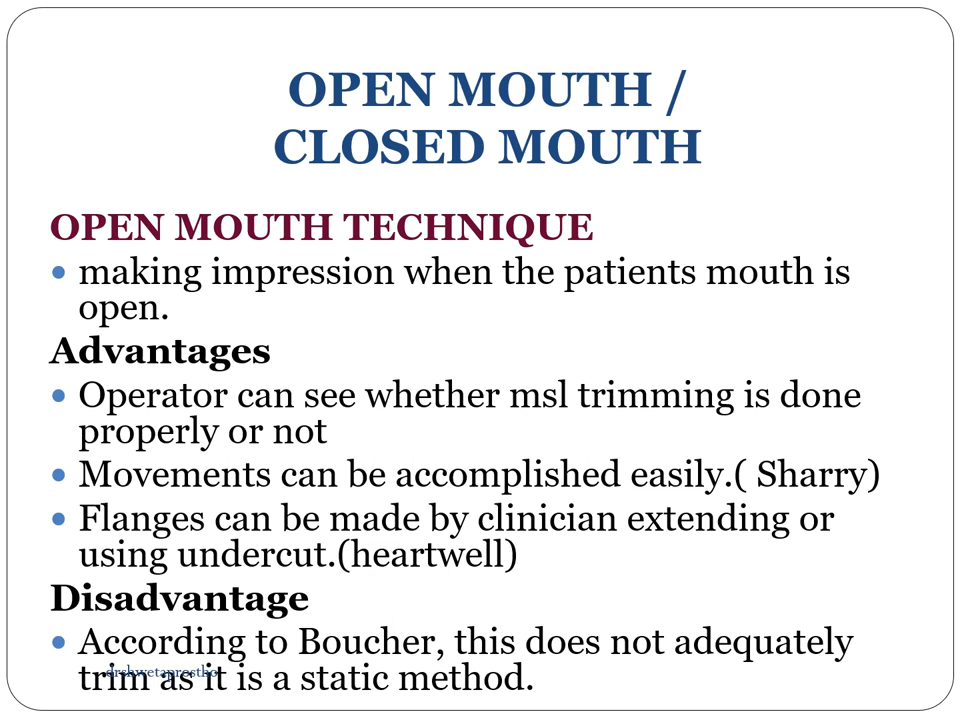 OPEN MOUTH /
CLOSED MOUTH
OPEN MOUTH TECHNIQUE
• making impression when the patients mouth is
open.
Advantages
• Operator can see whether msl trimming is done
properly or not
• Movements can be accomplished easily.( Sharry)
• Flanges can be made by clinician extending or
using undercut.(heartwell)
Disadvantage
• According to Boucher, this does not adequately
drshwetaprostho
trim as it is a static method.